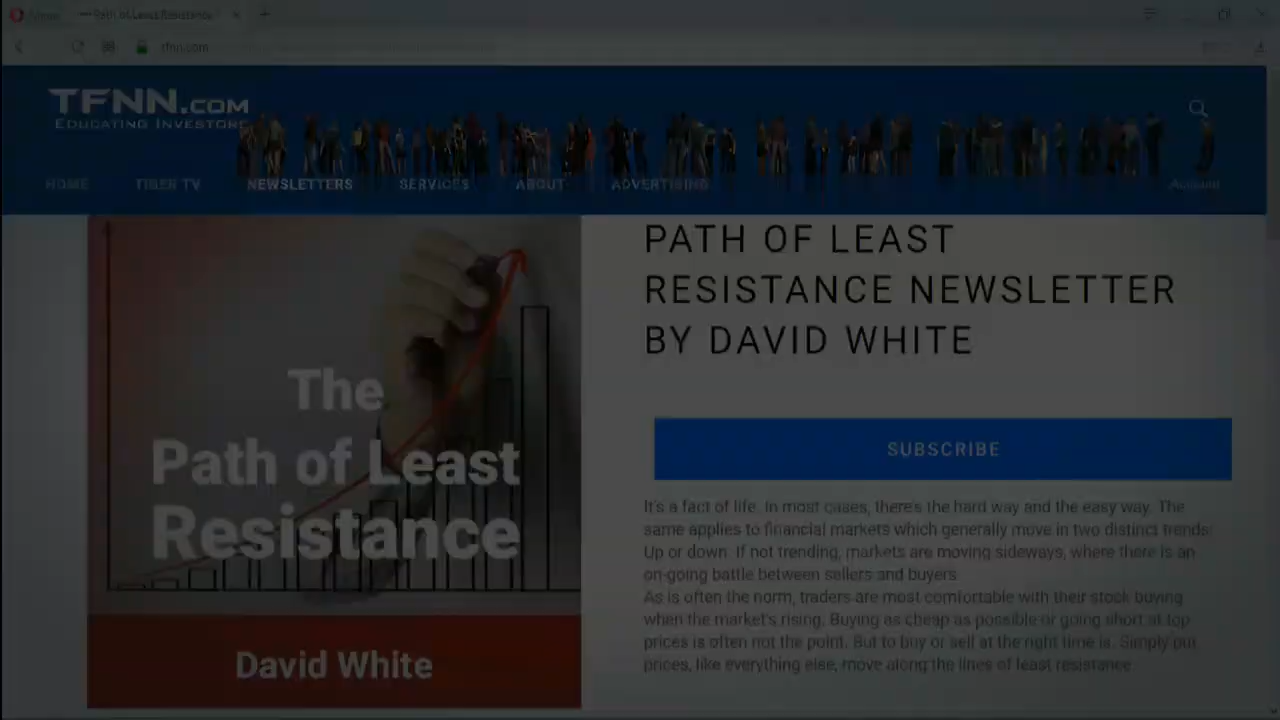 Path of Least Resistance
tfnn.com
TFNN.COM
EDUCATING INVESTORS
HOME TIGER TV NEWSLETTERS SERVICES ABOUT ADVERTISING Account
The
Path of Least
Resistance
David White
PATH OF LEAST
RESISTANCE NEWSLETTER
BY DAVID WHITE
SUBSCRIBE
It's a fact of life. In most cases, there's the hard way and the easy way. The
same applies to financial markets which generally move in two distinct trends:
Up or down. If not trending, markets are moving sideways, where there is an
on-going battle between sellers and buyers.
As is often the norm, traders are most comfortable with their stock buying
when the market's rising. Buying as cheap as possible or going short at top
prices is often not the point. But to buy or sell at the right time is. Simply put
prices, like everything else, move along the lines of least resistance.